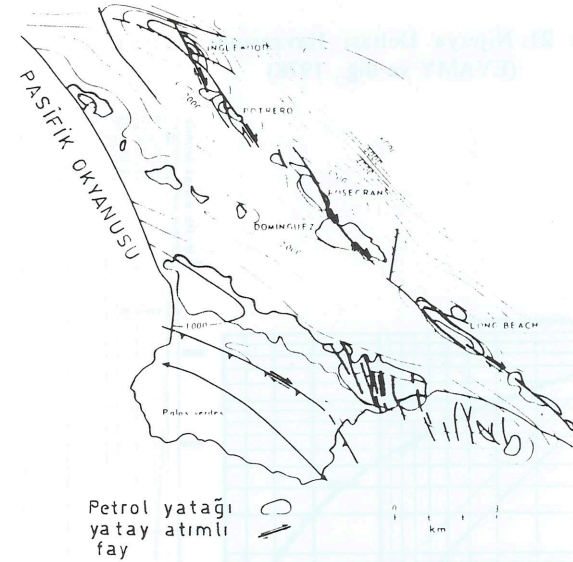 INGLEWOOD
POTRERO
PASİFİK OKYANUSU
ROSECRANS
DOMINGUEZ
LONG BEACH
1000
Palos verdes
Petrol yatağı
yatay atımlı
fay
km